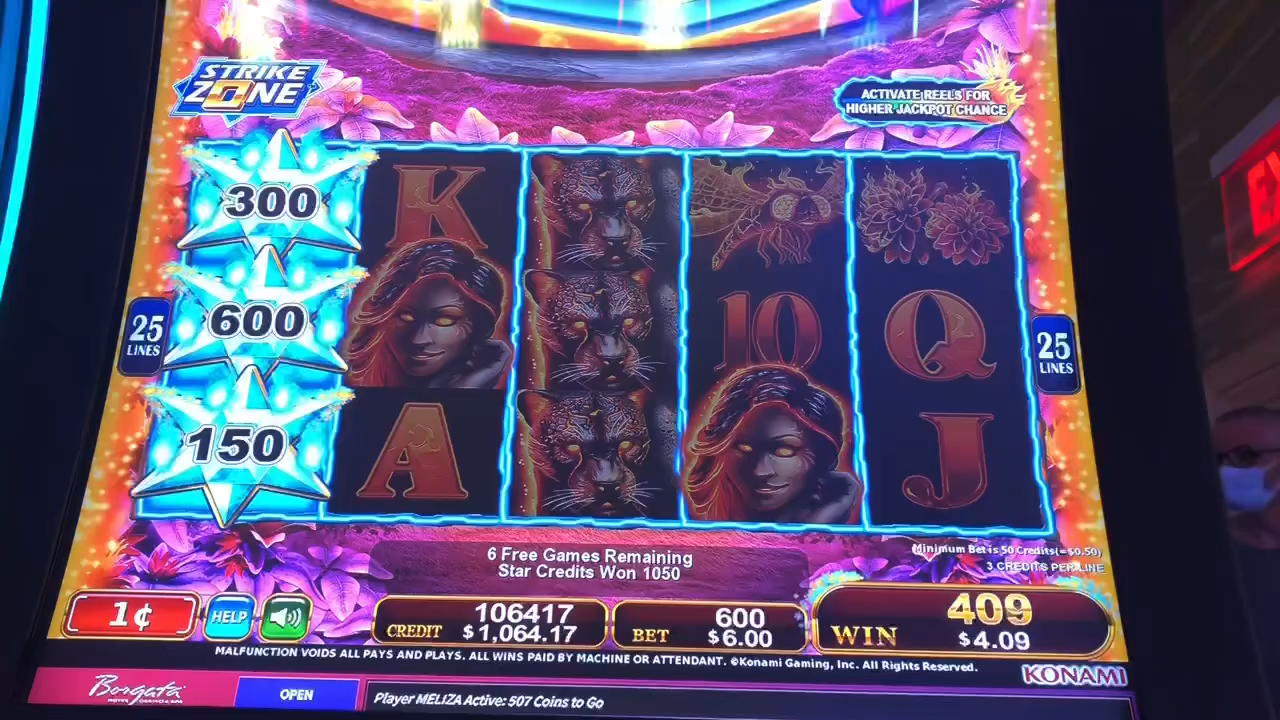 STRIKE
ZONE
ACTIVATE REELS FOR
HIGHER JACKPOT CHANCE
300
K
600
10
Q
25
LINES
25
LINES
150
A
J
6 Free Games Remaining
Star Credits Won 1050
Minimum Bet is 50 Credits(=$0.50)
3 CREDITS PER LINE
1¢
HELP
CREDIT
106417
$1,064.17
BET
600
$6.00
WIN
409
$4.09
MALFUNCTION VOIDS ALL PAYS AND PLAYS. ALL WINS PAID BY MACHINE OR ATTENDANT. ©Konami Gaming, Inc. All Rights Reserved.
KONAMI
Borgata
OPEN
Player MELIZA Active: 507 Coins to Go